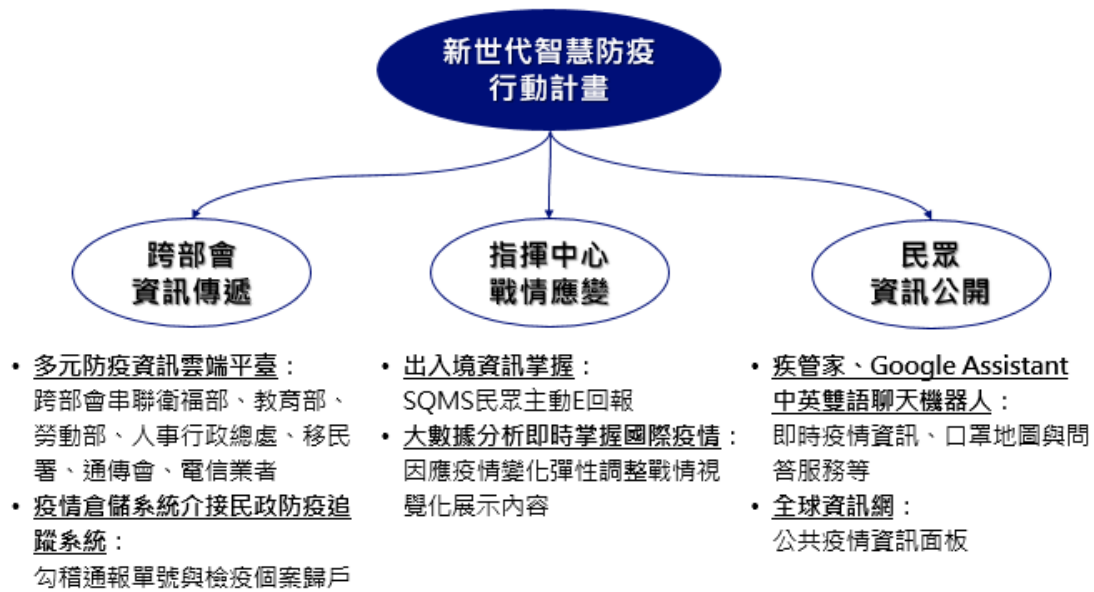 新世代智慧防疫
行動計畫
跨部會
資訊傳遞
指揮中心
戰情應變
民眾
資訊公開
• 多元防疫資訊雲端平臺：
跨部會串聯衛福部、教育部、
勞動部、人事行政總處、移民
署、通傳會、電信業者
• 疫情倉儲系統介接民政防疫追
蹤系統：
勾稽通報單號與檢疫個案歸戶
• 出入境資訊掌握：
SQMS民眾主動E回報
• 大數據分析即時掌握國際疫情：
因應疫情變化彈性調整戰情視
覺化展示內容
• 疾管家、Google Assistant
中英雙語聊天機器人：
即時疫情資訊、口罩地圖與問
答服務等
• 全球資訊網：
公共疫情資訊面板